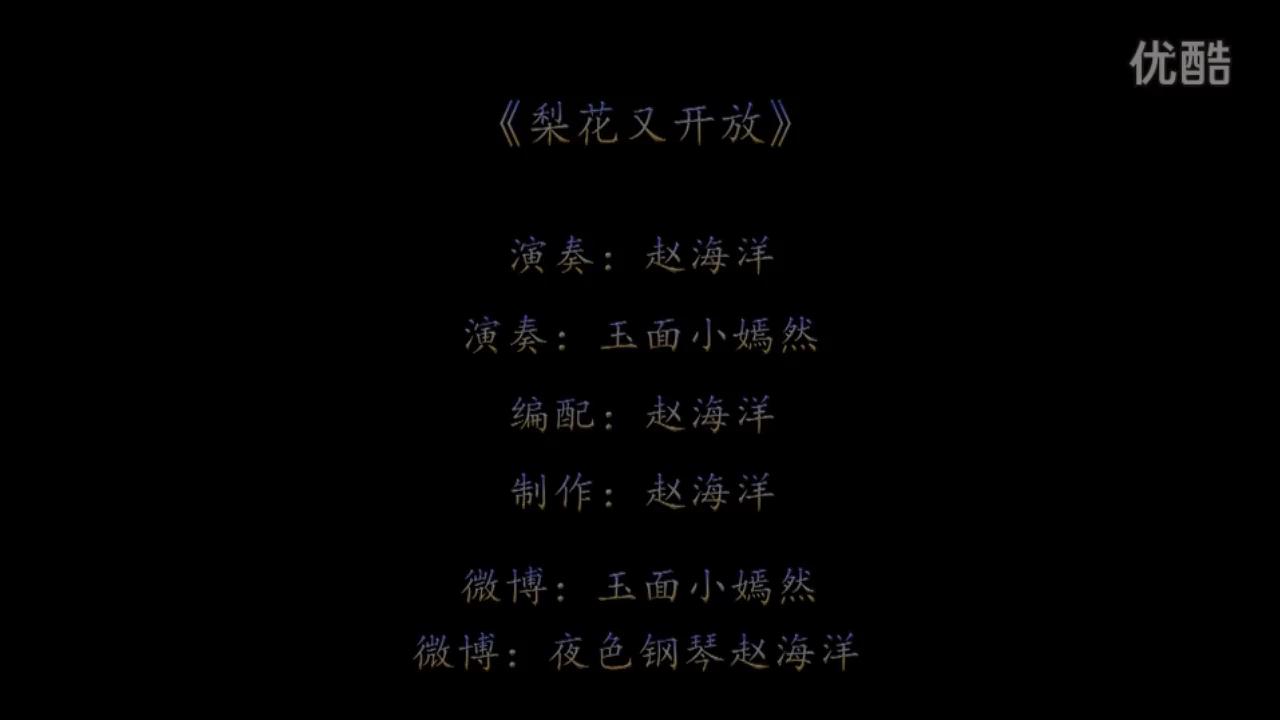 优酷
《梨花又开放》
演奏：赵海洋
演奏：玉面小嫣然
编配：赵海洋
制作：赵海洋
微博：玉面小嫣然
微博：夜色钢琴赵海洋